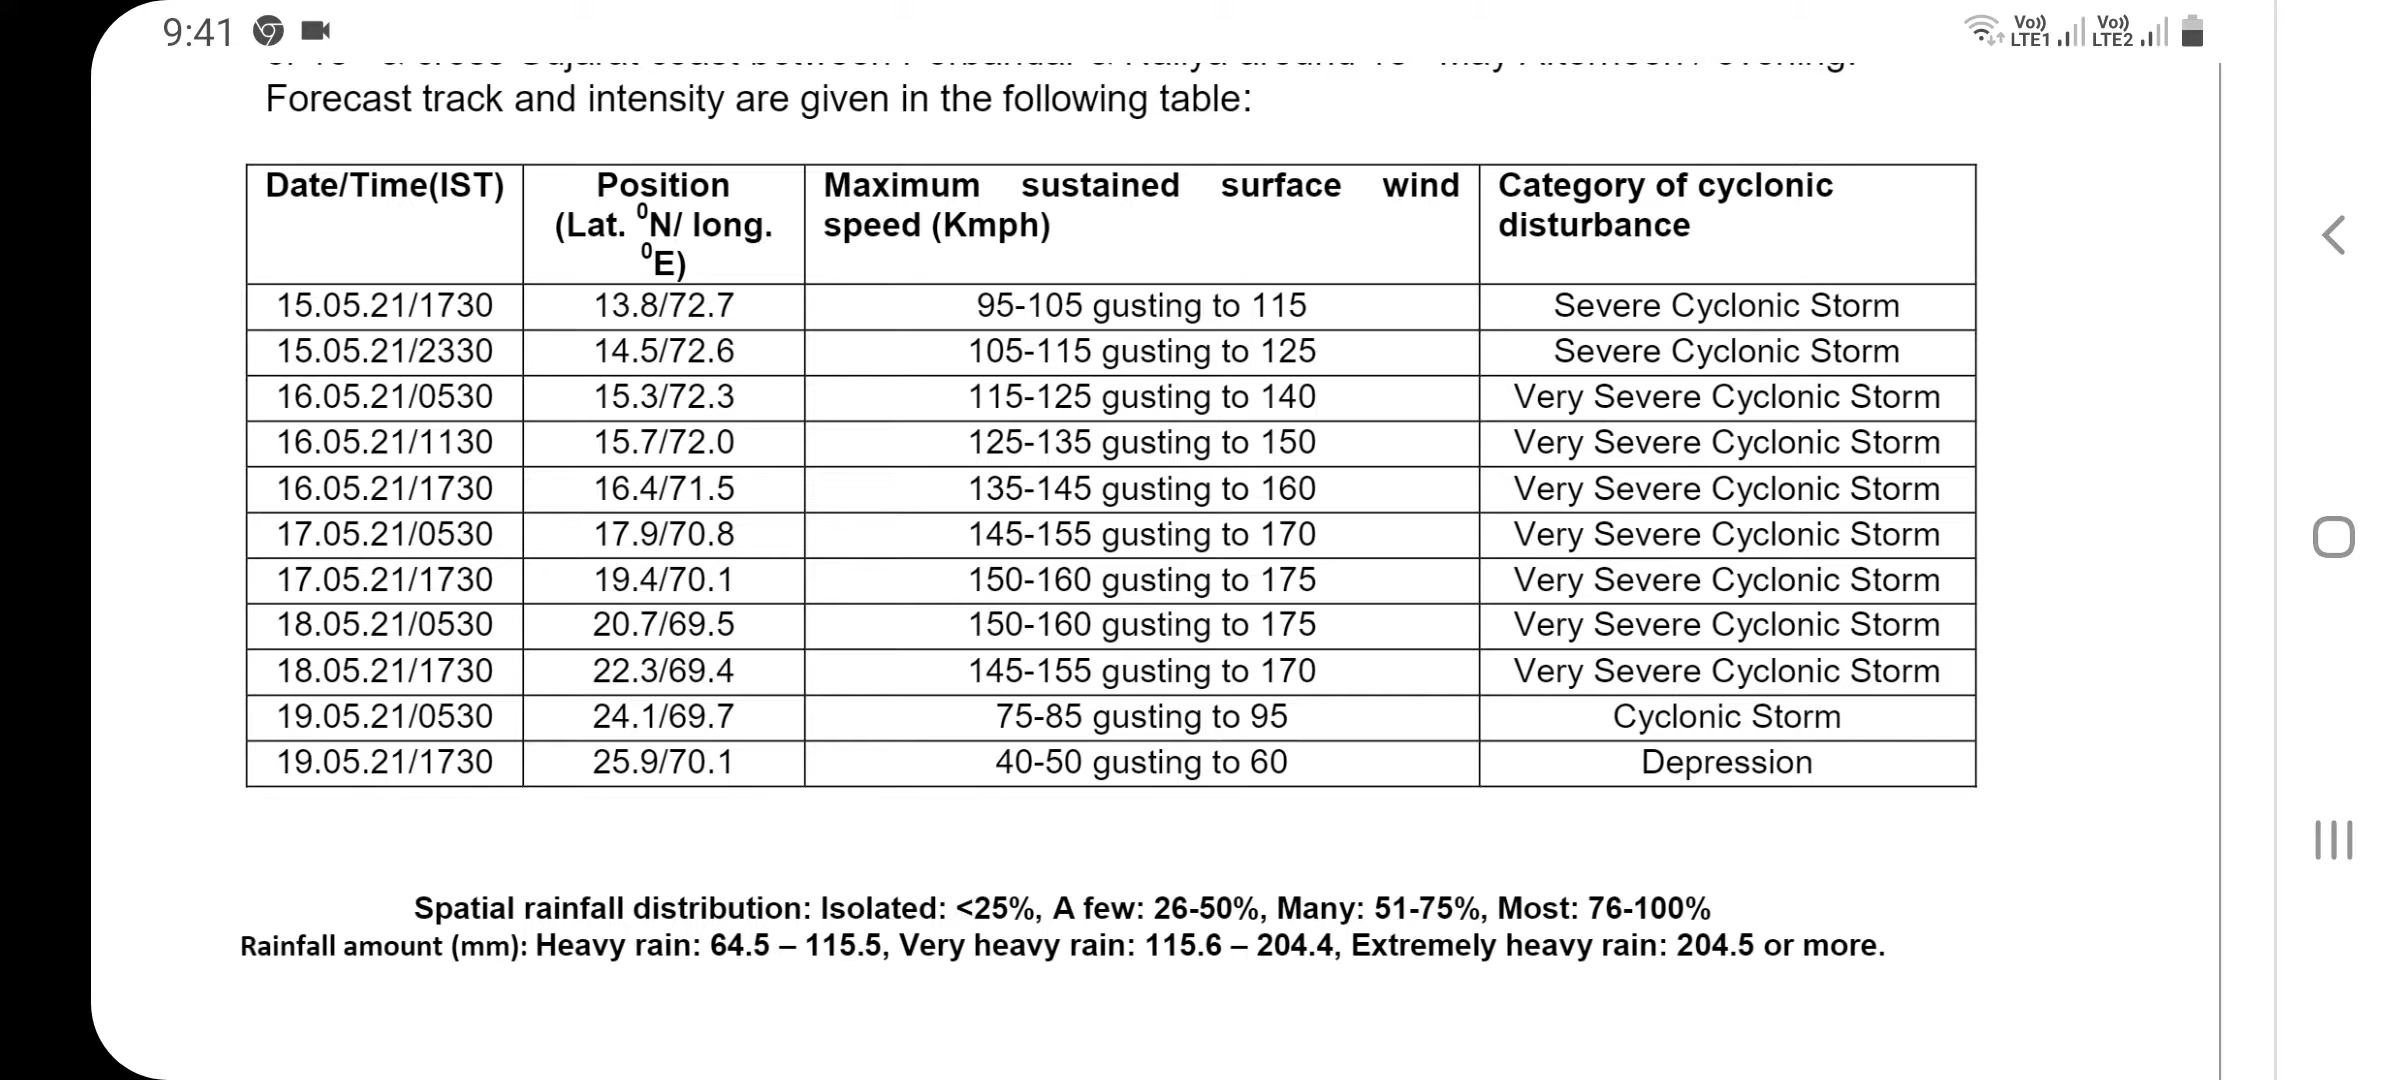 9:41
Vo)) LTE1 Vo)) LTE2
Gujarat coast between Porbandar & Naliya around May Afternoon / evening.
Forecast track and intensity are given in the following table:
Date/Time(IST) Position (Lat. ⁰N/ long. ⁰E) Maximum sustained surface wind speed (Kmph) Category of cyclonic disturbance
15.05.21/1730 13.8/72.7 95-105 gusting to 115 Severe Cyclonic Storm
15.05.21/2330 14.5/72.6 105-115 gusting to 125 Severe Cyclonic Storm
16.05.21/0530 15.3/72.3 115-125 gusting to 140 Very Severe Cyclonic Storm
16.05.21/1130 15.7/72.0 125-135 gusting to 150 Very Severe Cyclonic Storm
16.05.21/1730 16.4/71.5 135-145 gusting to 160 Very Severe Cyclonic Storm
17.05.21/0530 17.9/70.8 145-155 gusting to 170 Very Severe Cyclonic Storm
17.05.21/1730 19.4/70.1 150-160 gusting to 175 Very Severe Cyclonic Storm
18.05.21/0530 20.7/69.5 150-160 gusting to 175 Very Severe Cyclonic Storm
18.05.21/1730 22.3/69.4 145-155 gusting to 170 Very Severe Cyclonic Storm
19.05.21/0530 24.1/69.7 75-85 gusting to 95 Cyclonic Storm
19.05.21/1730 25.9/70.1 40-50 gusting to 60 Depression
Spatial rainfall distribution: Isolated: <25%, A few: 26-50%, Many: 51-75%, Most: 76-100%
Rainfall amount (mm): Heavy rain: 64.5 – 115.5, Very heavy rain: 115.6 – 204.4, Extremely heavy rain: 204.5 or more.